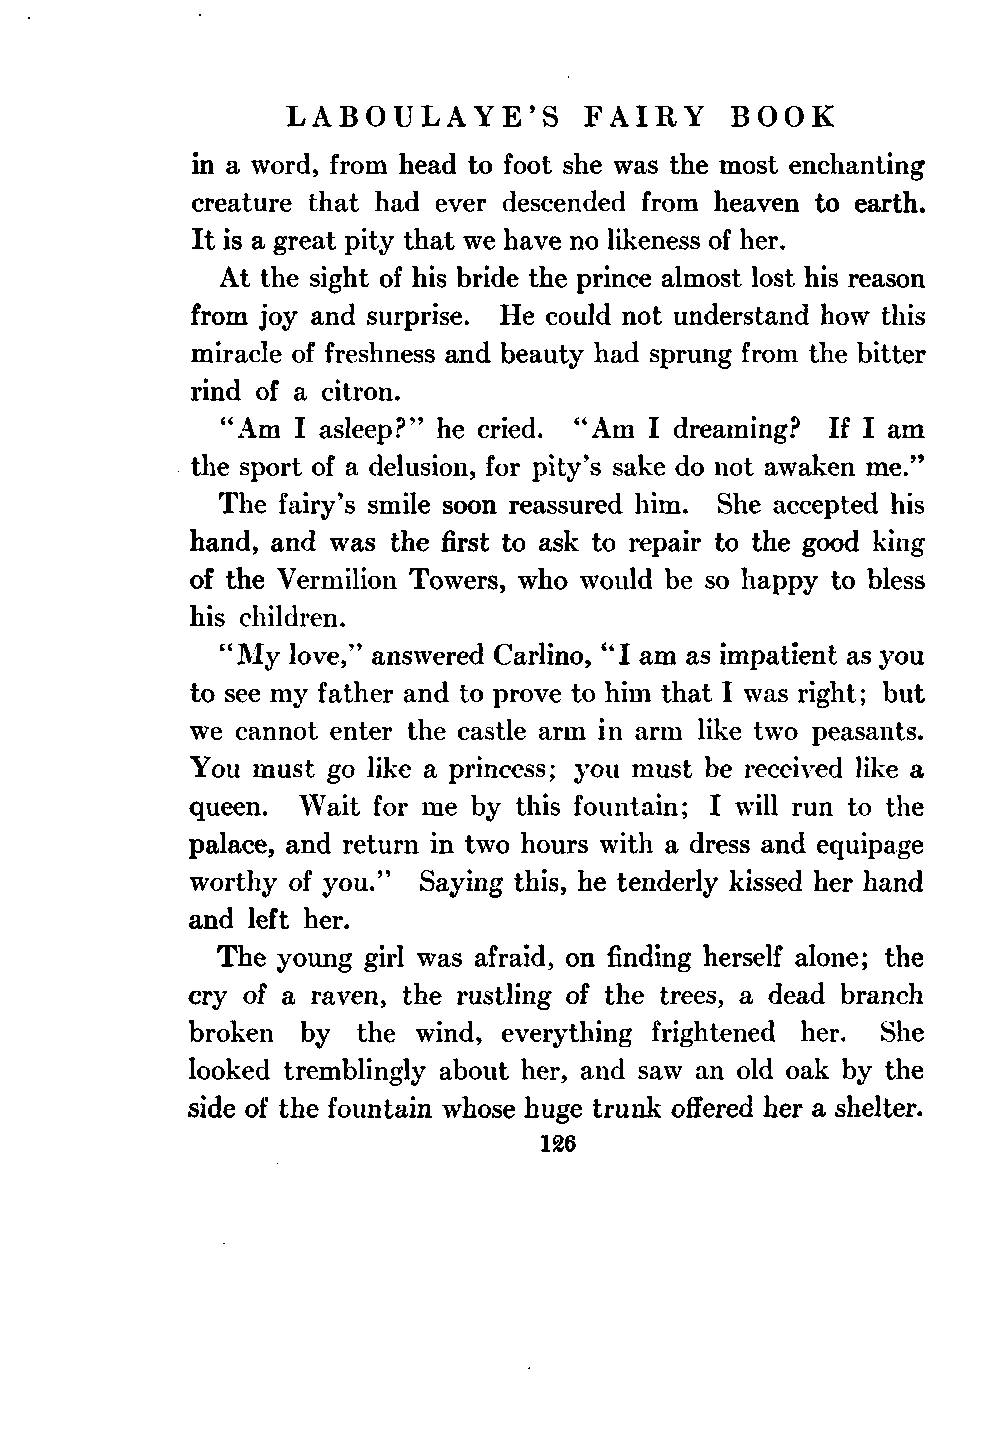 LABOULAYE'S FAIRY BOOK
in a word, from head to foot she was the most enchanting
creature that had ever descended from heaven to earth.
It is a great pity that we have no likeness of her.
At the sight of his bride the prince almost lost his reason
from joy and surprise. He could not understand how this
miracle of freshness and beauty had sprung from the bitter
rind of a citron.
"Am I asleep?" he cried. "Am I dreaming? If I am
the sport of a delusion, for pity's sake do not awaken me."
The fairy's smile soon reassured him. She accepted his
hand, and was the first to ask to repair to the good king
of the Vermilion Towers, who would be so happy to bless
his children.
"My love," answered Carlino, "I am as impatient as you
to see my father and to prove to him that I was right; but
we cannot enter the castle arm in arm like two peasants.
You must go like a princess; you must be received like a
queen. Wait for me by this fountain; I will run to the
palace, and return in two hours with a dress and equipage
worthy of you." Saying this, he tenderly kissed her hand
and left her.
The young girl was afraid, on finding herself alone; the
cry of a raven, the rustling of the trees, a dead branch
broken by the wind, everything frightened her. She
looked tremblingly about her, and saw an old oak by the
side of the fountain whose huge trunk offered her a shelter.
126